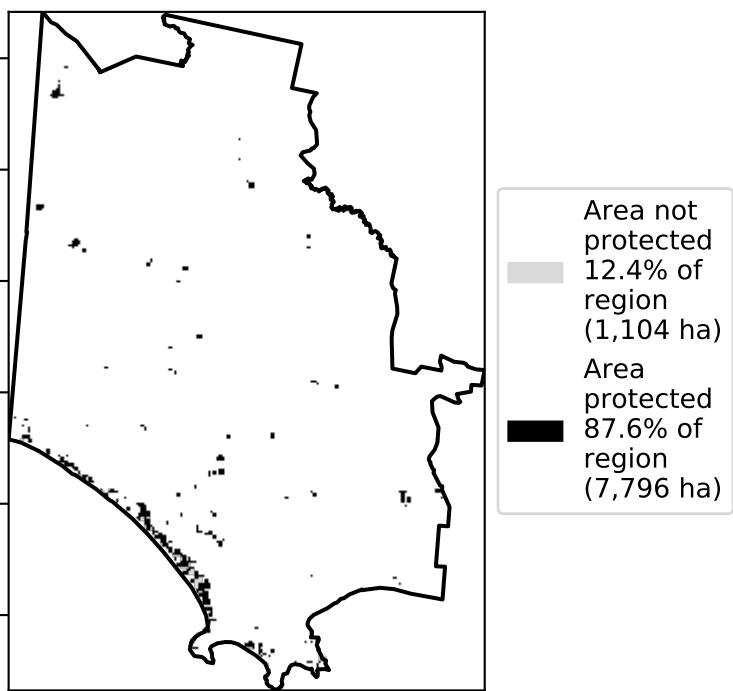 Area not
protected
12.4% of
region
(1,104 ha)
Area
protected
87.6% of
region
(7,796 ha)